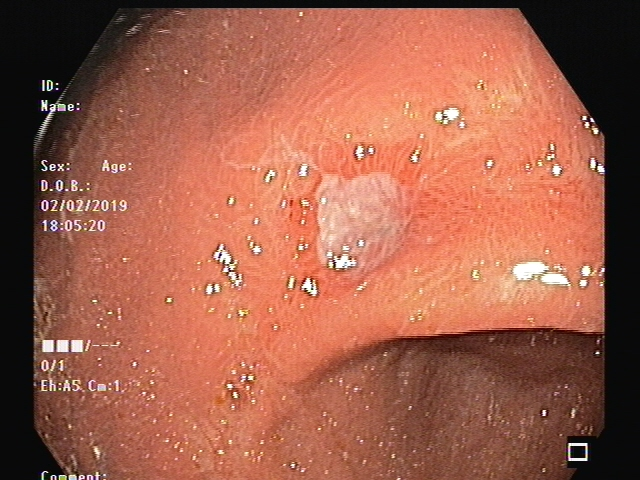 ID:
Name:
Sex: Age:
D.O.B.:
02/02/2019
18:05:20
■■■/---
0/1
Eh:A5 Cm:1
Comment: